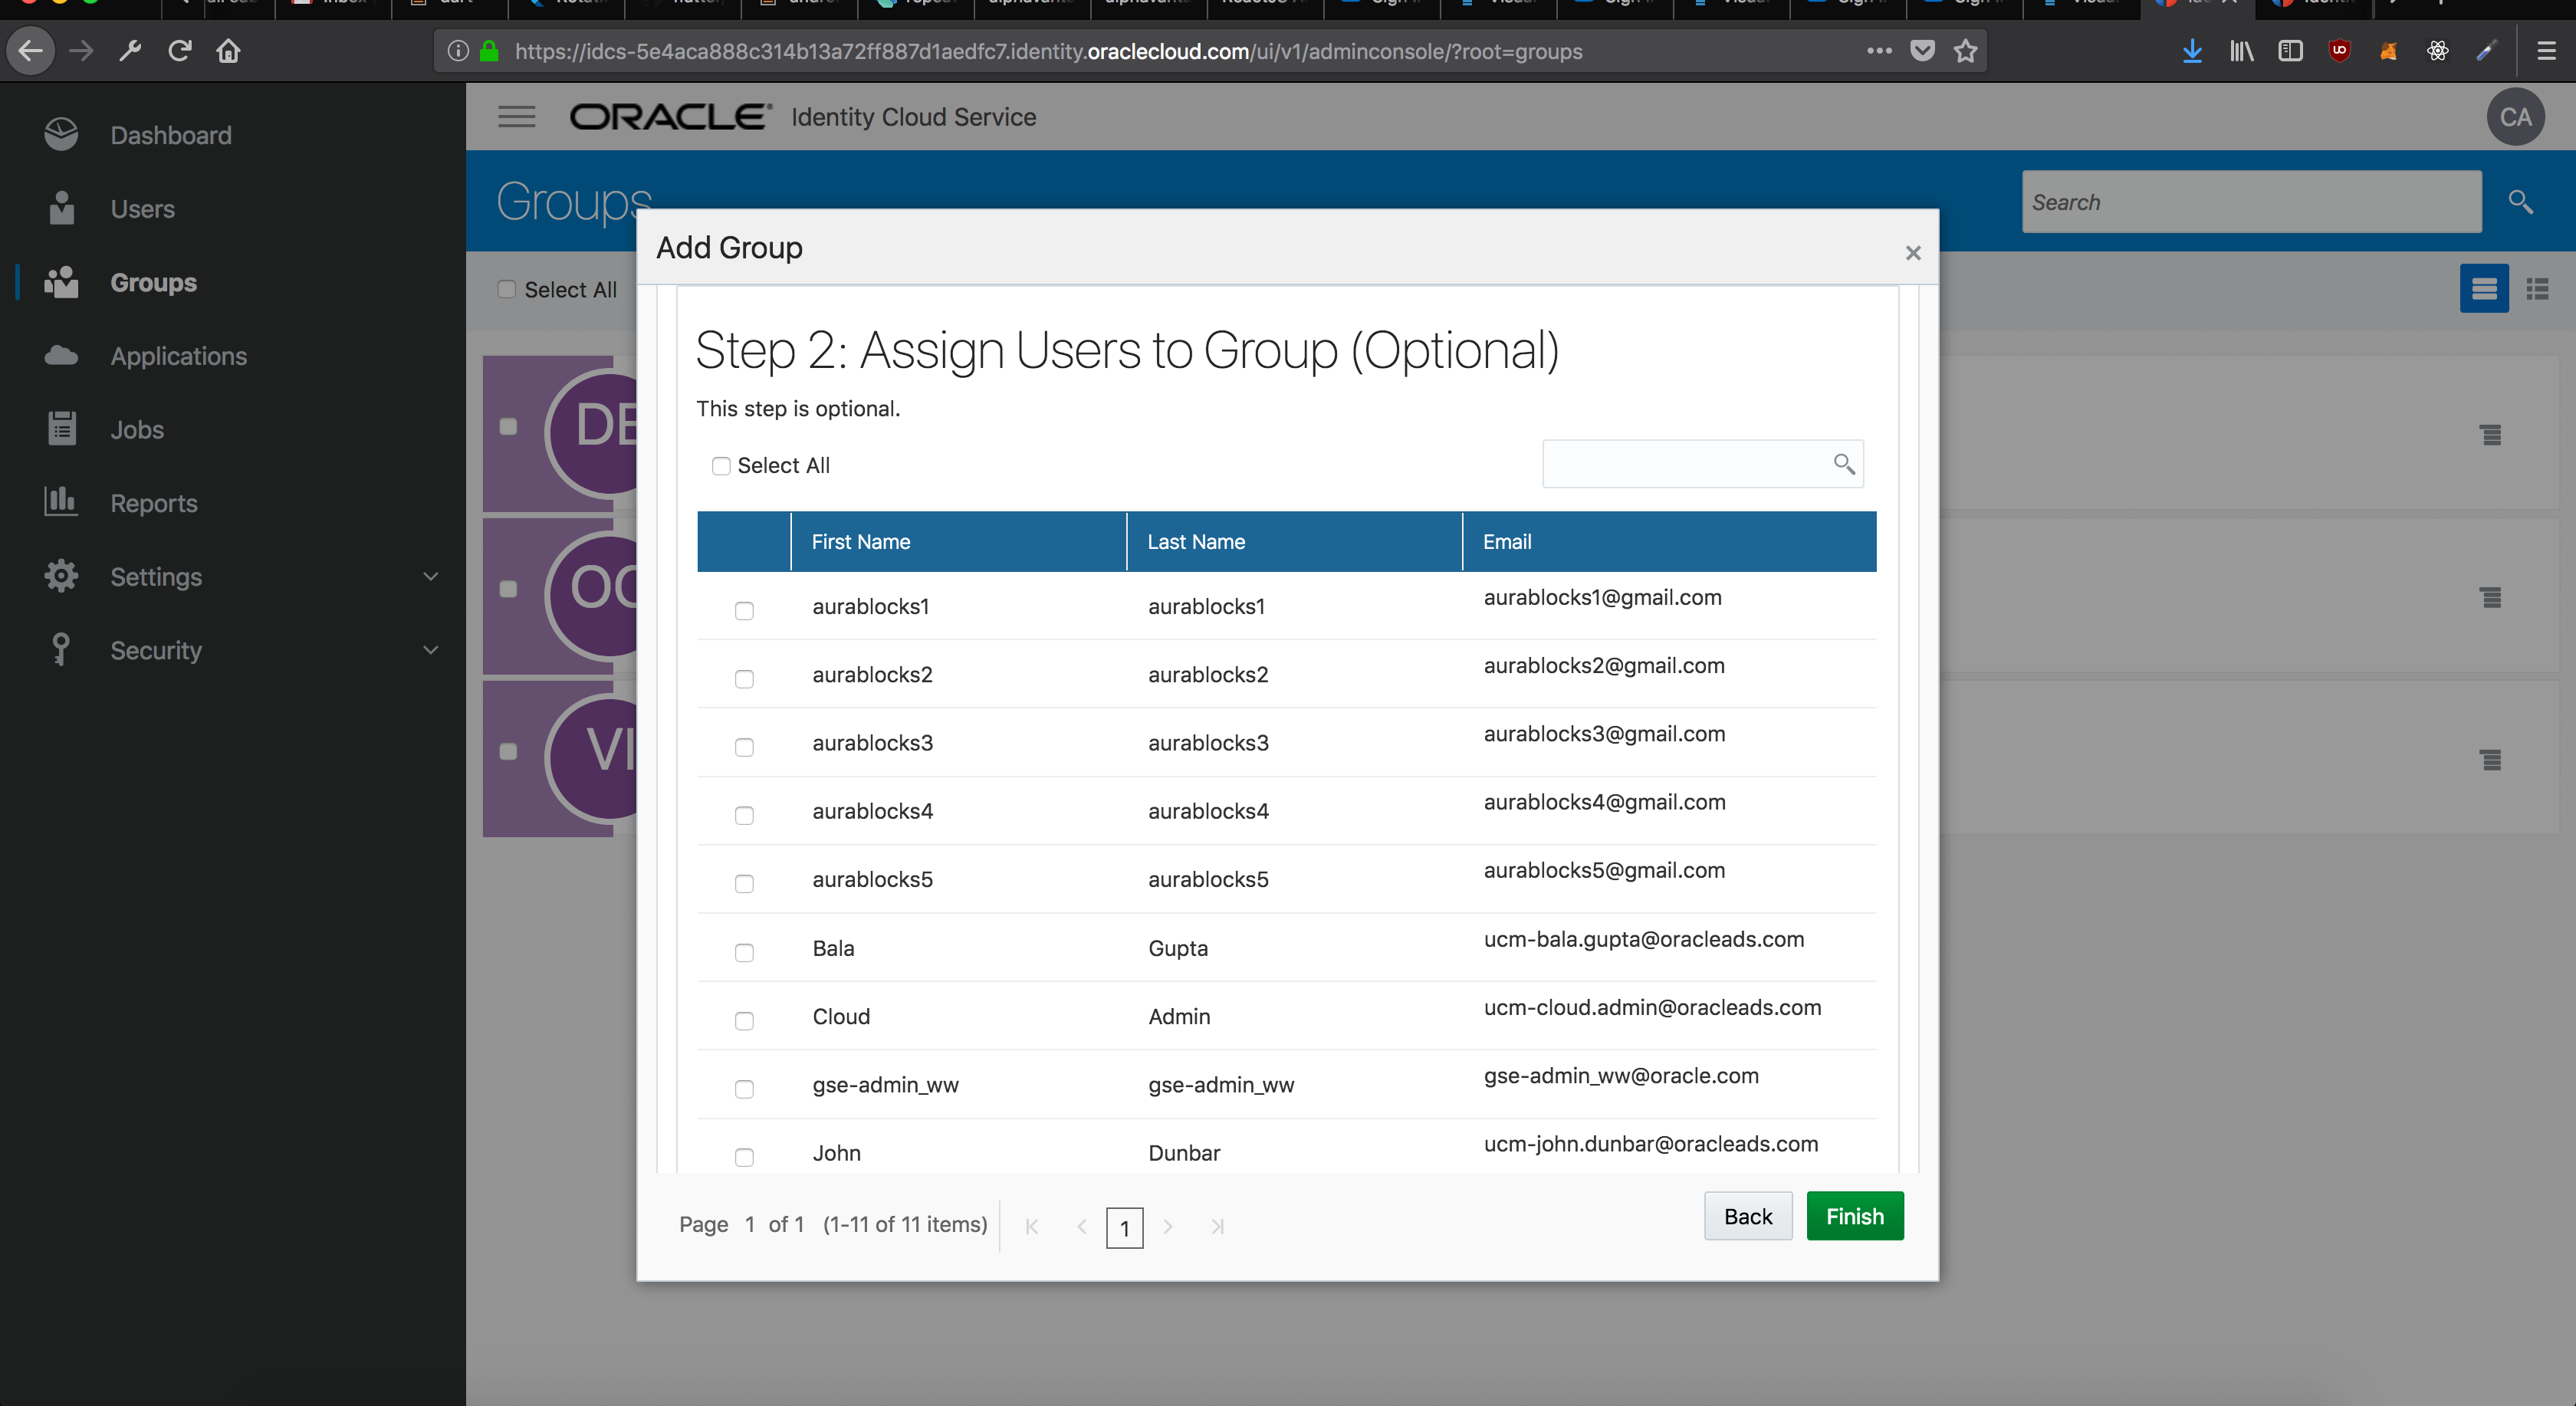 https://idcs-5e4aca888c314b13a72ff887d1aedfc7.identity.oraclecloud.com/ui/v1/adminconsole/?root=groups
Dashboard
Users
Groups
Applications
Jobs
Reports
Settings
Security
ORACLE Identity Cloud Service
CA
Groups
Search
Select All
DE
OC
VI
Add Group
×
Step 2: Assign Users to Group (Optional)
This step is optional.
Select All
First Name Last Name Email
aurablocks1 aurablocks1 aurablocks1@gmail.com
aurablocks2 aurablocks2 aurablocks2@gmail.com
aurablocks3 aurablocks3 aurablocks3@gmail.com
aurablocks4 aurablocks4 aurablocks4@gmail.com
aurablocks5 aurablocks5 aurablocks5@gmail.com
Bala Gupta ucm-bala.gupta@oracleads.com
Cloud Admin ucm-cloud.admin@oracleads.com
gse-admin_ww gse-admin_ww gse-admin_ww@oracle.com
John Dunbar ucm-john.dunbar@oracleads.com
Page 1 of 1 (1-11 of 11 items) 1
Back Finish